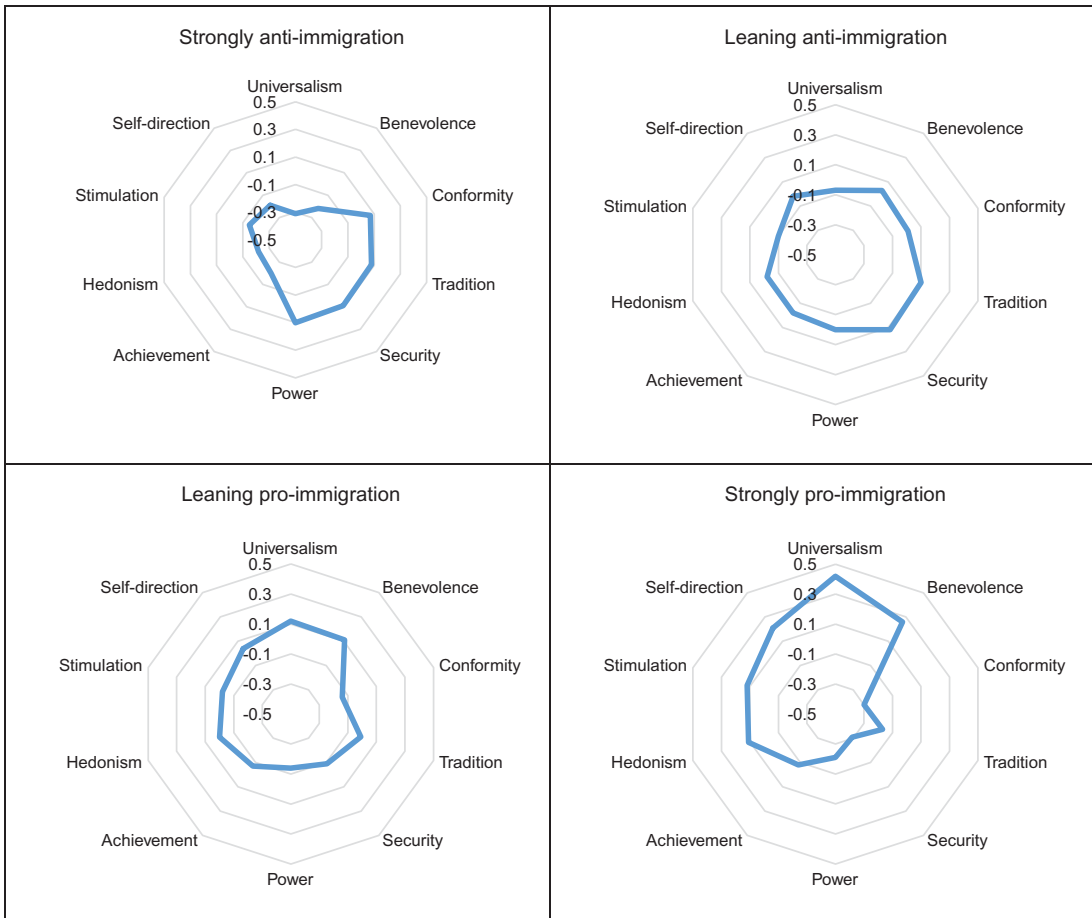 Strongly anti-immigration
Universalism
0.5
Self-direction
Benevolence
0.3
0.1
Stimulation
Conformity
-0.1
-0.3
-0.5
Hedonism
Tradition
Achievement
Security
Power
Leaning anti-immigration
Universalism
0.5
Self-direction
Benevolence
0.3
0.1
Stimulation
Conformity
-0.1
-0.3
-0.5
Hedonism
Tradition
Achievement
Security
Power
Leaning pro-immigration
Universalism
0.5
Self-direction
Benevolence
0.3
0.1
Stimulation
Conformity
-0.1
-0.3
-0.5
Hedonism
Tradition
Achievement
Security
Power
Strongly pro-immigration
Universalism
0.5
Self-direction
Benevolence
0.3
0.1
Stimulation
Conformity
-0.1
-0.3
-0.5
Hedonism
Tradition
Achievement
Security
Power